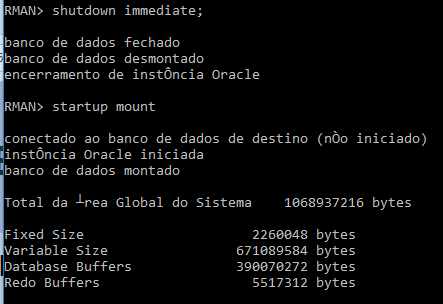 RMAN> shutdown immediate;
banco de dados fechado
banco de dados desmontado
encerramento de instÔncia Oracle
RMAN> startup mount
conectado ao banco de dados de destino (nÒo iniciado)
instÔncia Oracle iniciada
banco de dados montado
Total da ┴rea Global do Sistema 1068937216 bytes
Fixed Size 2260048 bytes
Variable Size 671089584 bytes
Database Buffers 390070272 bytes
Redo Buffers 5517312 bytes